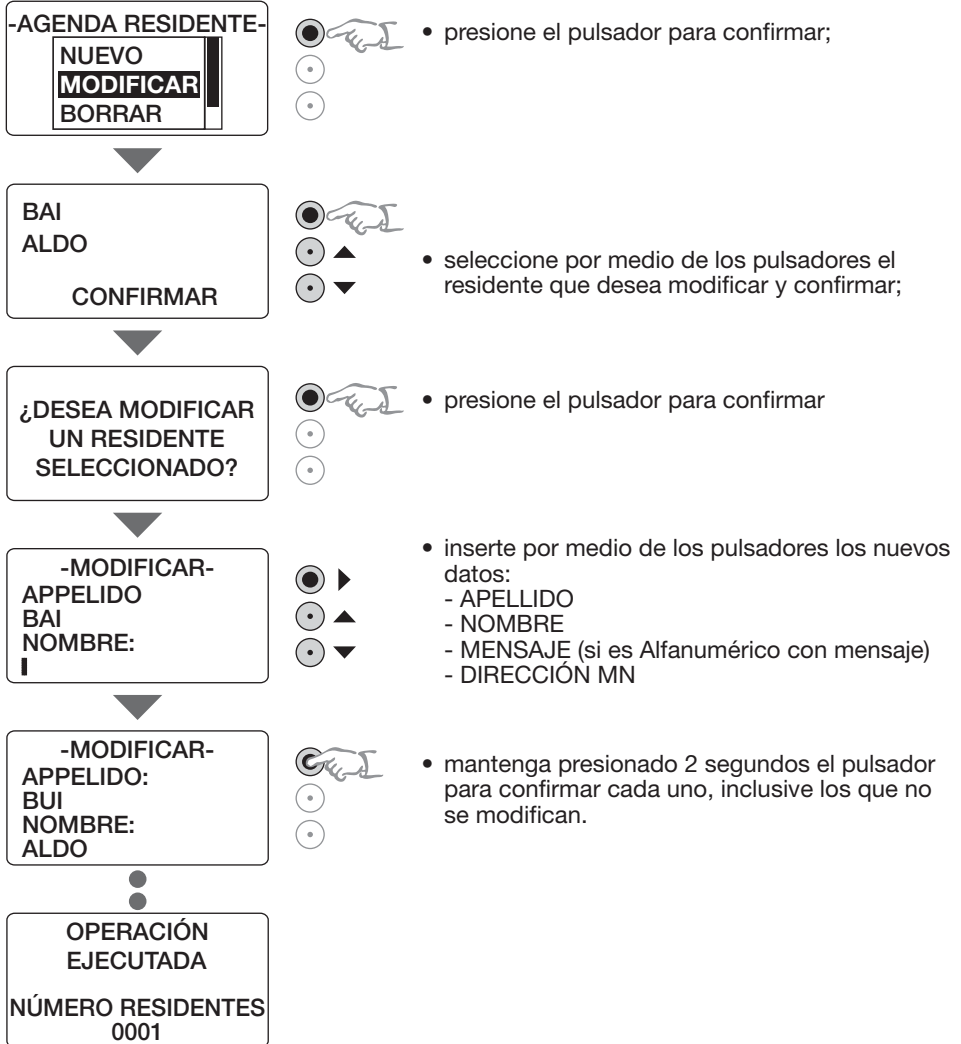 -AGENDA RESIDENTE-
NUEVO
MODIFICAR
BORRAR
• presione el pulsador para confirmar;
BAI
ALDO
CONFIRMAR
• seleccione por medio de los pulsadores el
residente que desea modificar y confirmar;
¿DESEA MODIFICAR
UN RESIDENTE
SELECCIONADO?
• presione el pulsador para confirmar
-MODIFICAR-
APPELIDO
BAI
NOMBRE:
• inserte por medio de los pulsadores los nuevos
datos:
- APELLIDO
- NOMBRE
- MENSAJE (si es Alfanumérico con mensaje)
- DIRECCIÓN MN
-MODIFICAR-
APPELIDO:
BUI
NOMBRE:
ALDO
• mantenga presionado 2 segundos el pulsador
para confirmar cada uno, inclusive los que no
se modifican.
OPERACIÓN
EJECUTADA
NÚMERO RESIDENTES
0001